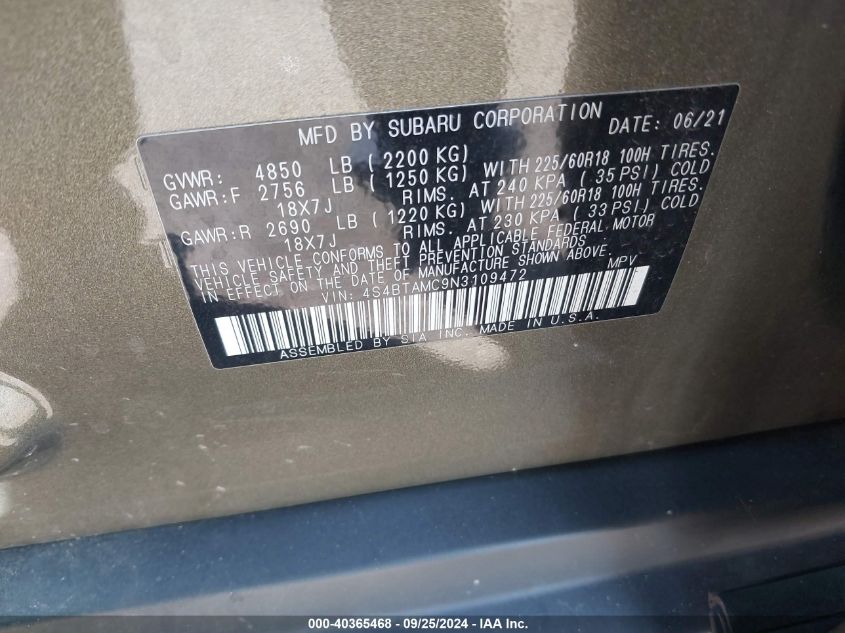 MFD BY SUBARU CORPORATION DATE: 06/21
GVWR: 4850 LB (2200 KG)
GAWR:F 2756 LB (1250 KG) WITH 225/60R18 100H TIRES.
18X7J RIMS. AT 240 KPA (35 PSI) COLD
GAWR:R 2690 LB (1220 KG) WITH 225/60R18 100H TIRES.
18X7J RIMS. AT 230 KPA (33 PSI) COLD
THIS VEHICLE CONFORMS TO ALL APPLICABLE FEDERAL MOTOR
VEHICLE SAFETY AND THEFT PREVENTION STANDARDS
IN EFFECT ON THE DATE OF MANUFACTURE SHOWN ABOVE.
VIN: 4S4BTAMC9N3109472 MPV
ASSEMBLED BY SIA INC. MADE IN U.S.A.
000-40365468 - 09/25/2024 - IAA Inc.